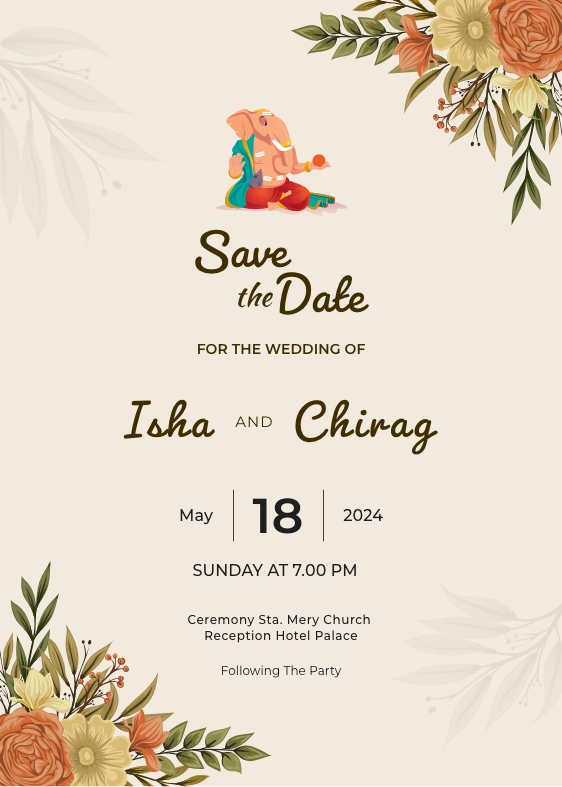 Save
the Date
FOR THE WEDDING OF
Isha AND Chirag
May 18 2024
SUNDAY AT 7.00 PM
Ceremony Sta. Mery Church
Reception Hotel Palace
Following The Party